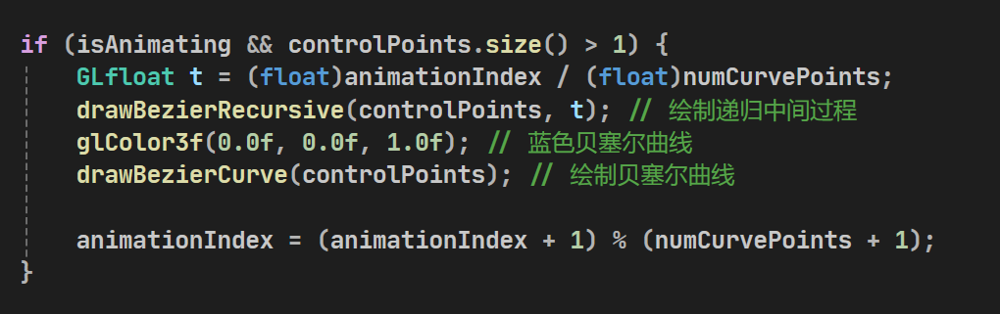 if (isAnimating && controlPoints.size() > 1) {
    GLfloat t = (float)animationIndex / (float)numCurvePoints;
    drawBezierRecursive(controlPoints, t); // 绘制递归中间过程
    glColor3f(0.0f, 0.0f, 1.0f); // 蓝色贝塞尔曲线
    drawBezierCurve(controlPoints); // 绘制贝塞尔曲线

    animationIndex = (animationIndex + 1) % (numCurvePoints + 1);
}